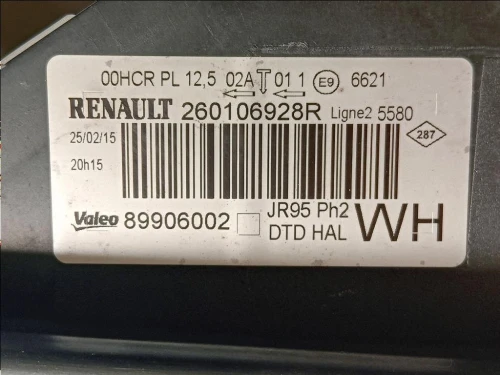 00HCR PL 12,5 02A 01 1 E9 6621
RENAULT 260106928R Ligne2 5580
25/02/15
20h15
287
Valeo 89906002 JR95 Ph2
DTD HAL WH